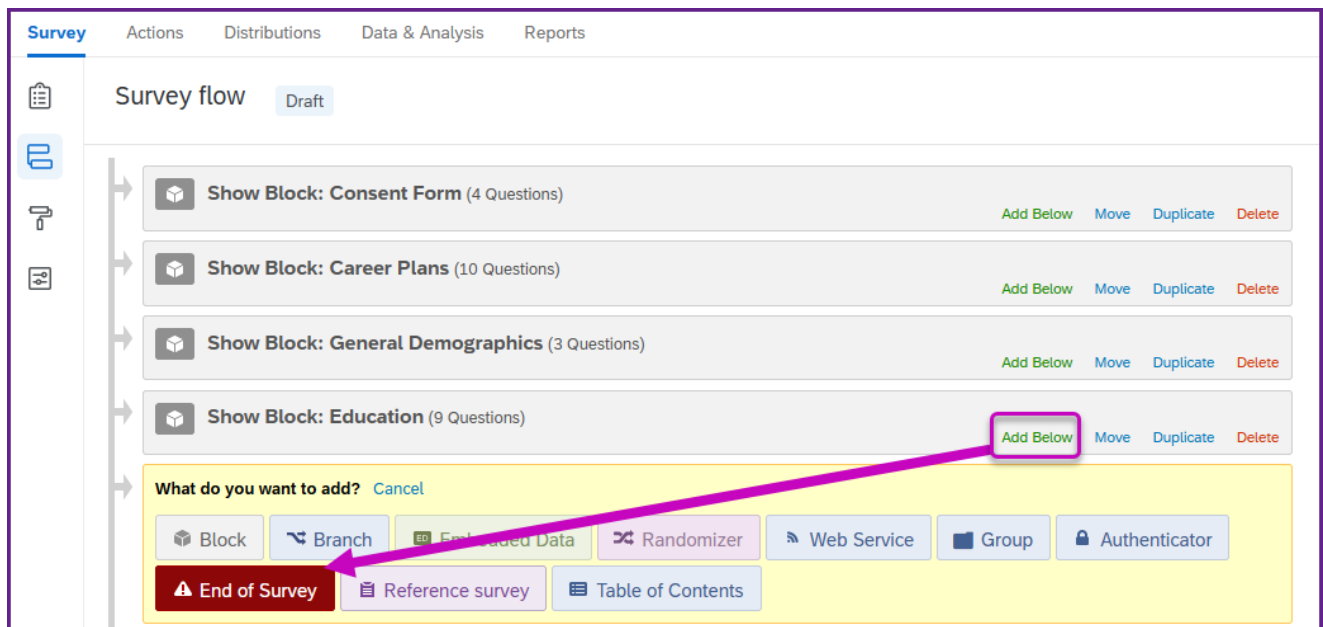 Survey Actions Distributions Data & Analysis Reports
Survey flow Draft
Show Block: Consent Form (4 Questions)
Add Below Move Duplicate Delete
Show Block: Career Plans (10 Questions)
Add Below Move Duplicate Delete
Show Block: General Demographics (3 Questions)
Add Below Move Duplicate Delete
Show Block: Education (9 Questions)
Add Below Move Duplicate Delete
What do you want to add? Cancel
Block Branch ED Embedded Data Randomizer Web Service Group Authenticator
End of Survey Reference survey Table of Contents